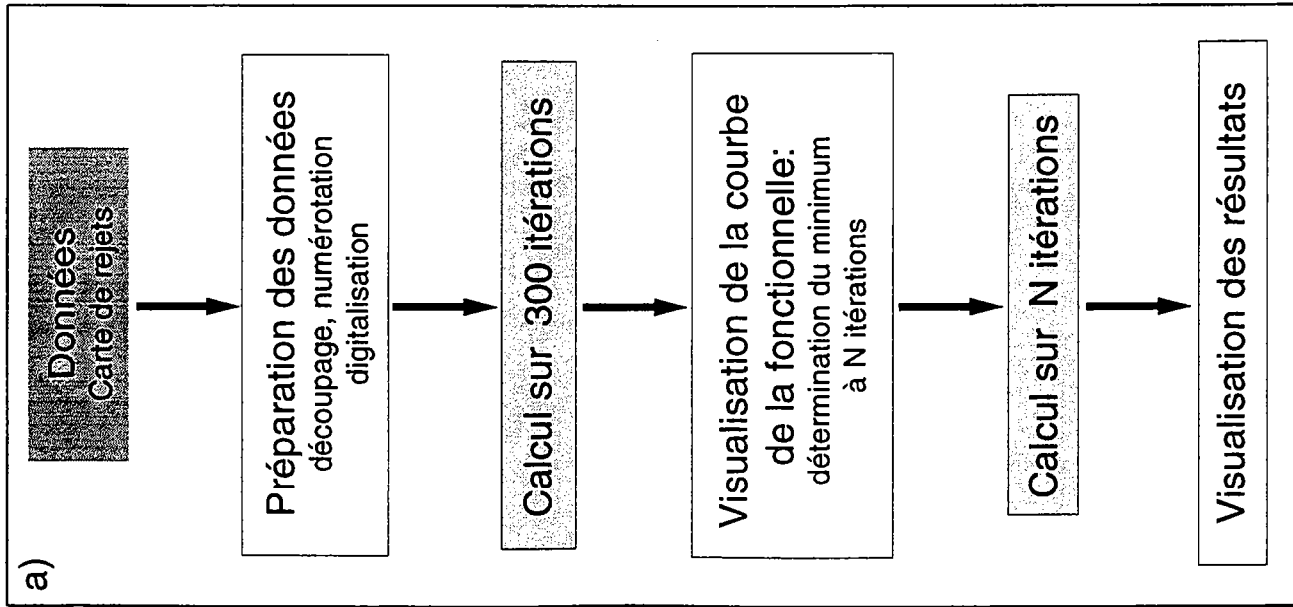 a)
Données
Carte de rejets
Préparation des données
découpage, numérotation
digitalisation
Calcul sur 300 itérations
Visualisation de la courbe
de la fonctionnelle:
détermination du minimum
à N itérations
Calcul sur N itérations
Visualisation des résultats